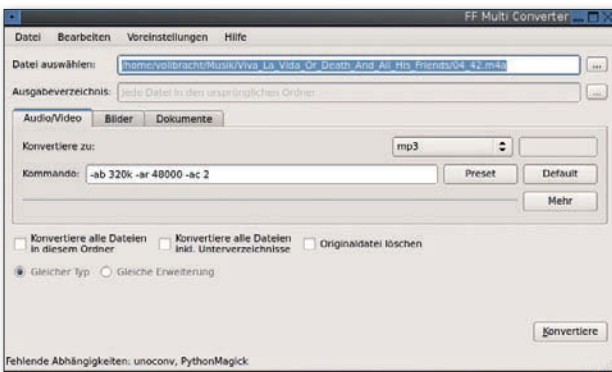 FF Multi Converter
Datei Bearbeiten Voreinstellungen Hilfe
Datei auswählen: /home/vollbracht/Musik/Viva_La_Vida_Or_Death_And_All_His_Friends/04_42.m4a ...
Ausgabeverzeichnis: Jede Datei in den ursprünglichen Ordner ...
Audio/Video Bilder Dokumente
Konvertiere zu: mp3
Kommando: -ab 320k -ar 48000 -ac 2 Preset Default
Mehr
Konvertiere alle Dateien in diesem Ordner
Konvertiere alle Dateien inkl. Unterverzeichnisse
Originaldatei löschen
Gleicher Typ Gleiche Erweiterung
Konvertiere
Fehlende Abhängigkeiten: unoconv, PythonMagick